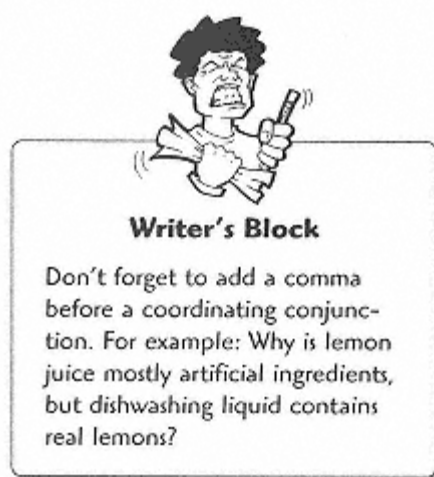 Writer's Block
Don't forget to add a comma
before a coordinating conjunc-
tion. For example: Why is lemon
juice mostly artificial ingredients,
but dishwashing liquid contains
real lemons?